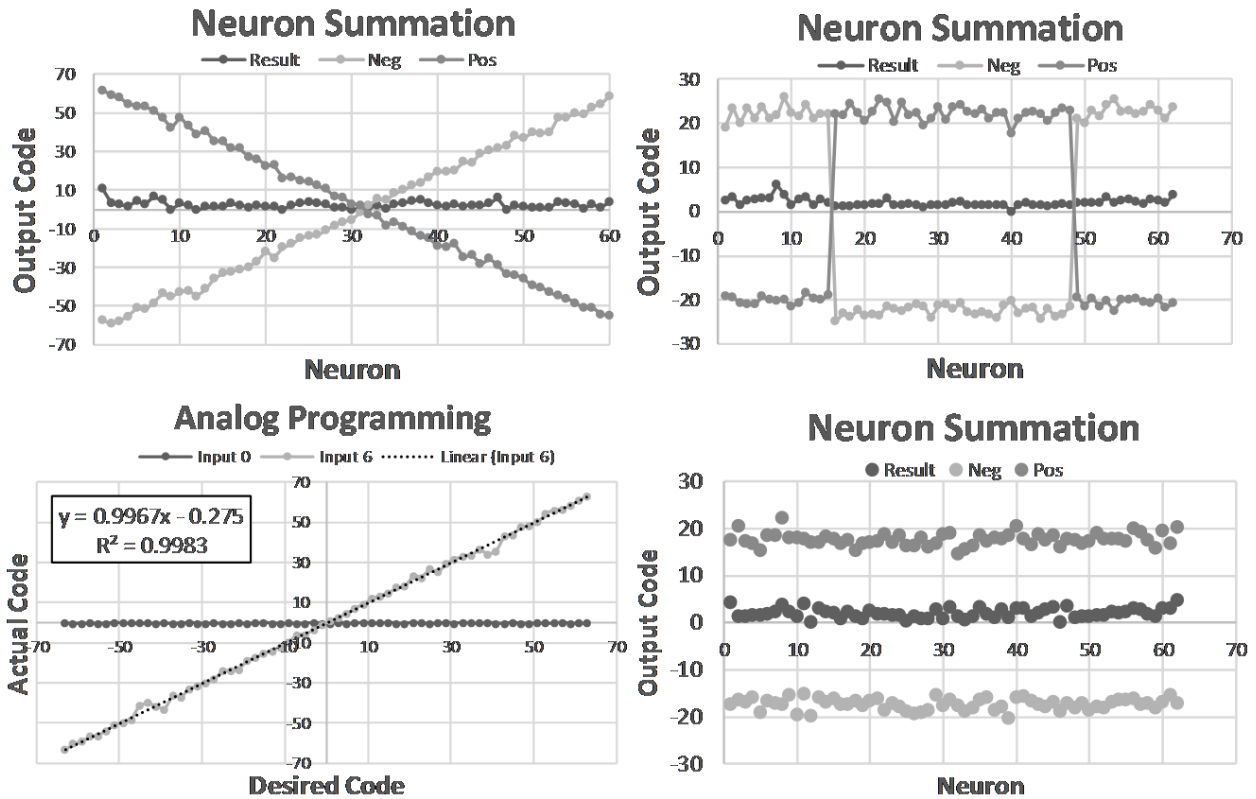 Neuron Summation
Result Neg Pos
70
50
30
10
-10
-30
-50
-70
0 10 20 30 40 50 60
Output Code
Neuron
Neuron Summation
Result Neg Pos
30
20
10
0
-10
-20
-30
0 10 20 30 40 50 60 70
Output Code
Neuron
Analog Programming
Input 0 Input 6 Linear (Input 6)
y = 0.9967x - 0.275
R² = 0.9983
70
50
30
10
-10
-30
-50
-70
-70 -50 -30 -10 10 30 50 70
Actual Code
Desired Code
Neuron Summation
Result Neg Pos
30
20
10
0
-10
-20
-30
0 10 20 30 40 50 60 70
Output Code
Neuron